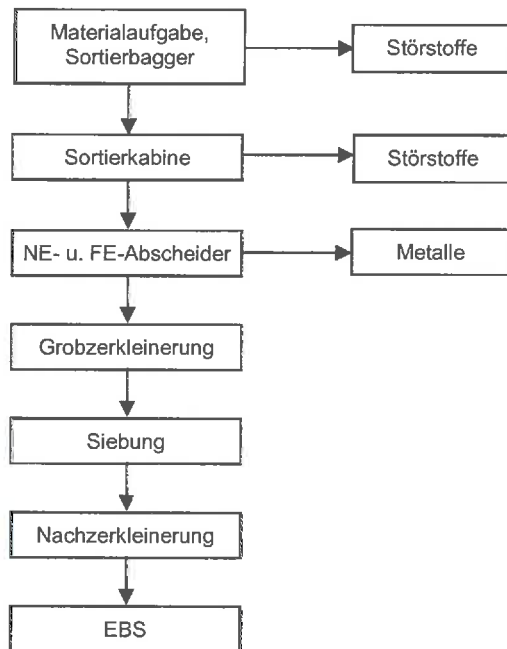 Materialaufgabe,
Sortierbagger
Störstoffe
Sortierkabine
Störstoffe
NE- u. FE-Abscheider
Metalle
Grobzerkleinerung
Siebung
Nachzerkleinerung
EBS